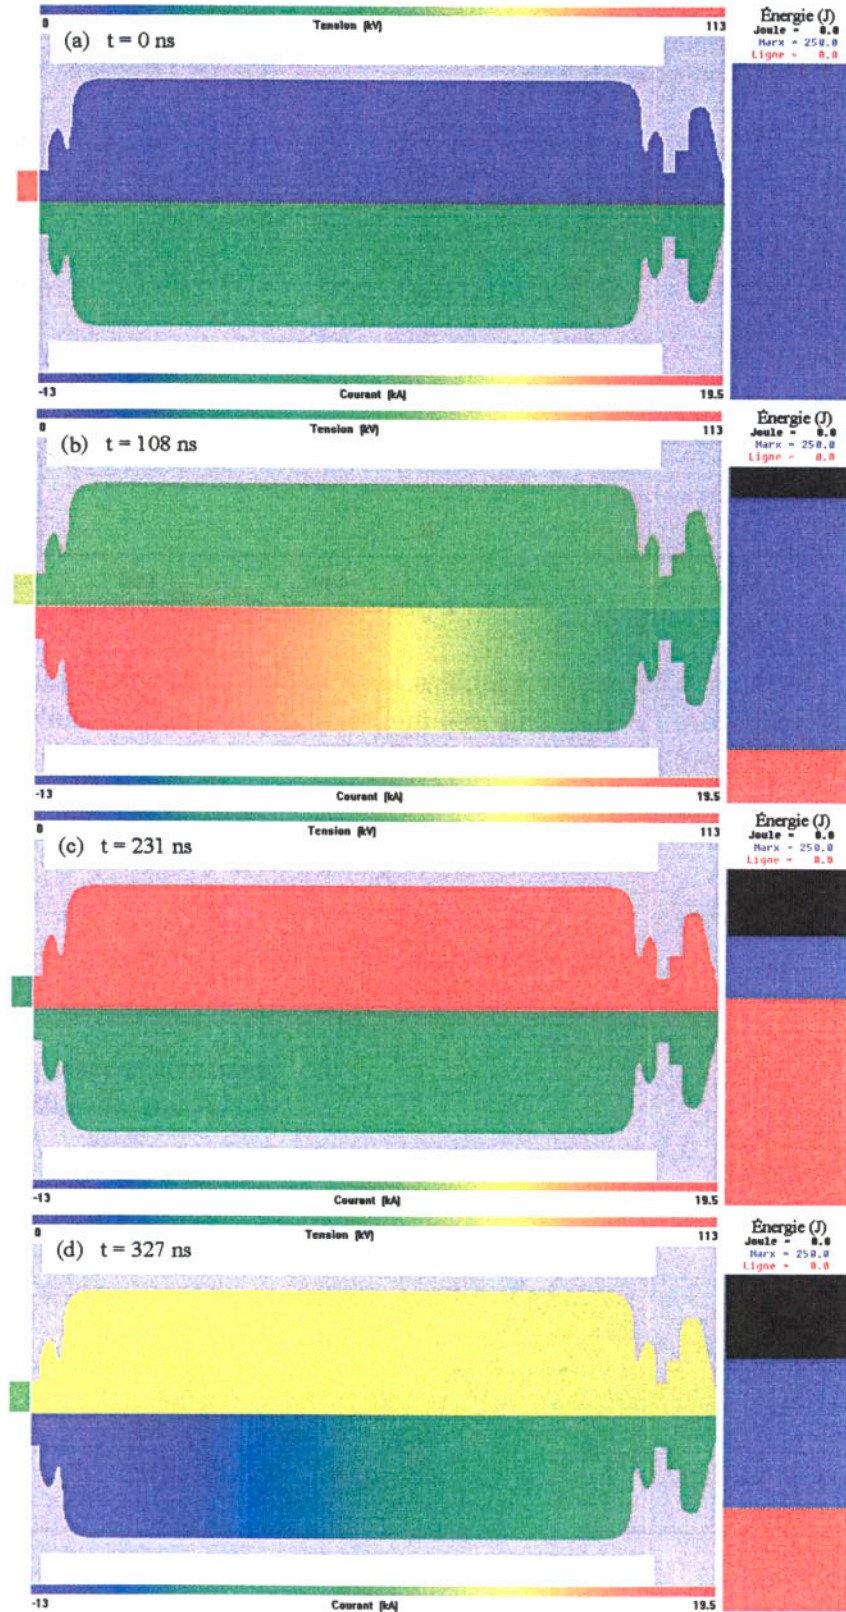 0 Tension (kV) 113
(a) t = 0 ns
Énergie (J)
Joule = 0.0
Marx = 250.0
Ligne = 0.0
-13 Courant (kA) 19.5
0 Tension (kV) 113
(b) t = 108 ns
Énergie (J)
Joule = 0.0
Marx = 250.0
Ligne = 0.0
-13 Courant (kA) 19.5
0 Tension (kV) 113
(c) t = 231 ns
Énergie (J)
Joule = 0.0
Marx = 250.0
Ligne = 0.0
-13 Courant (kA) 19.5
0 Tension (kV) 113
(d) t = 327 ns
Énergie (J)
Joule = 0.0
Marx = 250.0
Ligne = 0.0
-13 Courant (kA) 19.5